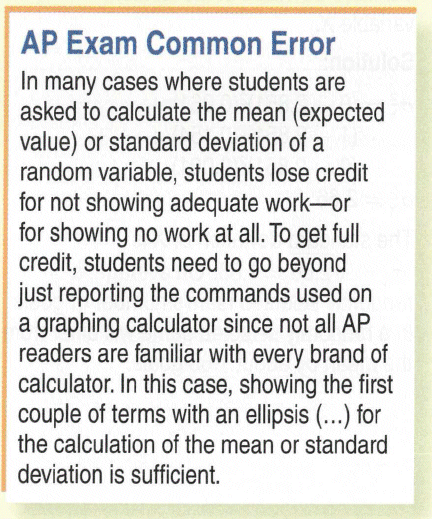 AP Exam Common Error
In many cases where students are
asked to calculate the mean (expected
value) or standard deviation of a
random variable, students lose credit
for not showing adequate work—or
for showing no work at all. To get full
credit, students need to go beyond
just reporting the commands used on
a graphing calculator since not all AP
readers are familiar with every brand of
calculator. In this case, showing the first
couple of terms with an ellipsis (...) for
the calculation of the mean or standard
deviation is sufficient.